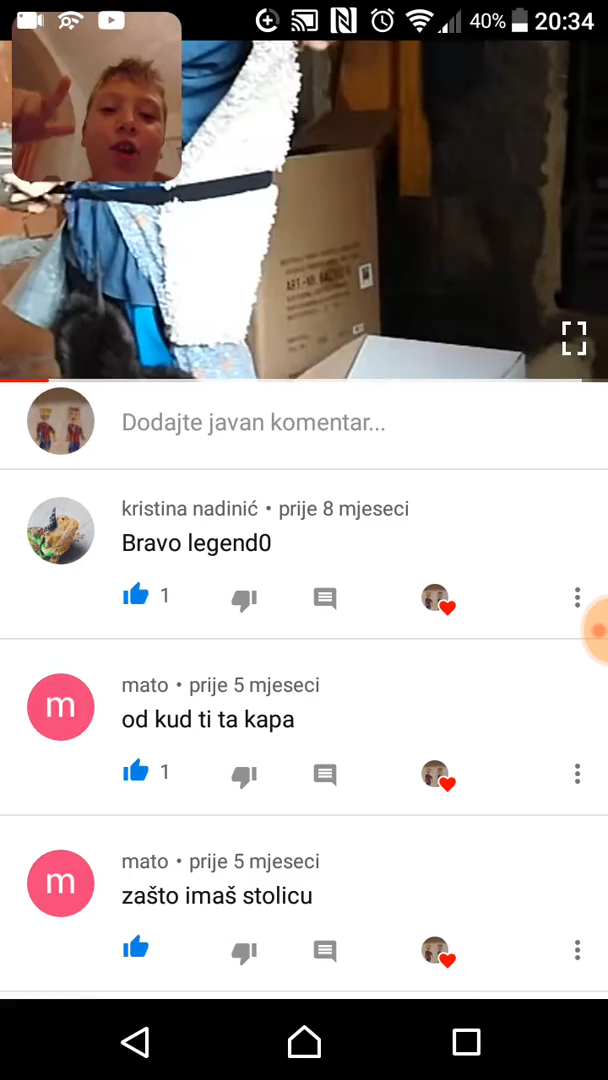 40% 20:34
Dodajte javan komentar...
kristina nadinić • prije 8 mjeseci
Bravo legend0
1
m
mato • prije 5 mjeseci
od kud ti ta kapa
1
m
mato • prije 5 mjeseci
zašto imaš stolicu